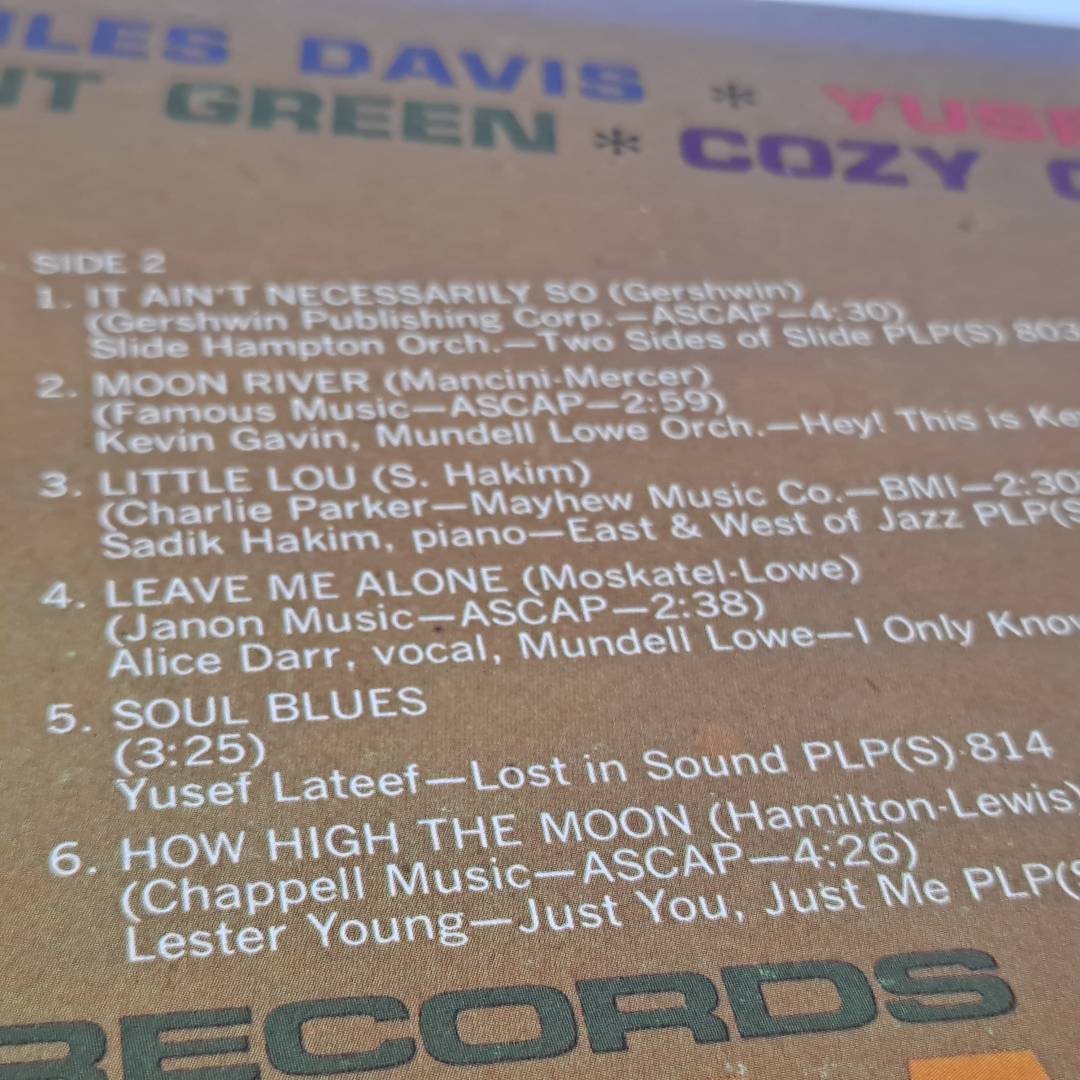 ILES DAVIS * YUSE
NT GREEN * COZY
SIDE 2
1. IT AIN'T NECESSARILY SO (Gershwin)
(Gershwin Publishing Corp.—ASCAP—4:30)
Slide Hampton Orch.—Two Sides of Slide PLP(S) 803
2. MOON RIVER (Mancini-Mercer)
(Famous Music—ASCAP—2:59)
Kevin Gavin, Mundell Lowe Orch.—Hey! This is Ke
3. LITTLE LOU (S. Hakim)
(Charlie Parker—Mayhew Music Co.—BMI—2:30)
Sadik Hakim, piano—East & West of Jazz PLP(S
4. LEAVE ME ALONE (Moskatel-Lowe)
(Janon Music—ASCAP—2:38)
Alice Darr, vocal, Mundell Lowe—I Only Know
5. SOUL BLUES
(3:25)
Yusef Lateef—Lost in Sound PLP(S)-814
6. HOW HIGH THE MOON (Hamilton-Lewis)
(Chappell Music—ASCAP—4:26)
Lester Young—Just You, Just Me PLP(S
RECORDS